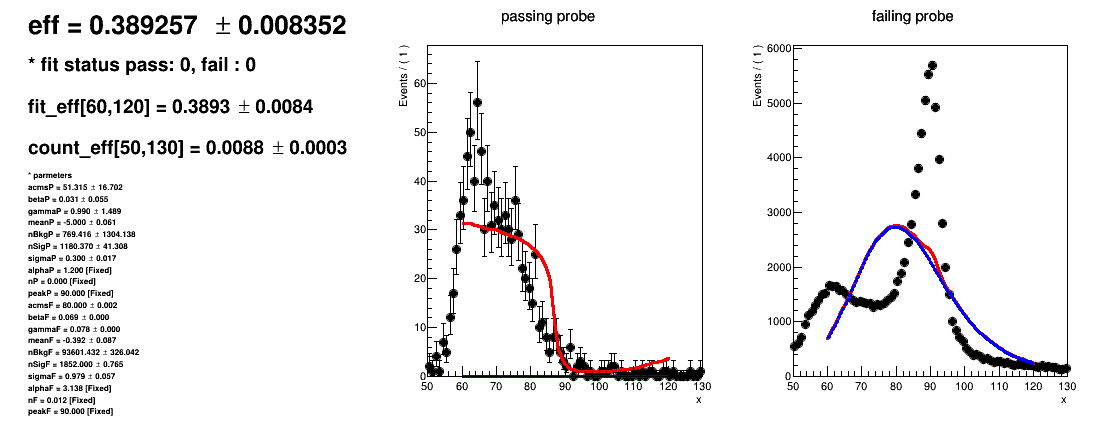 eff = 0.389257 ± 0.008352
* fit status pass: 0, fail : 0
fit_eff[60,120] = 0.3893 ± 0.0084
count_eff[50,130] = 0.0088 ± 0.0003
* parmeters
acmsP = 51.315 ± 16.702
betaP = 0.031 ± 0.055
gammaP = 0.990 ± 1.489
meanP = -5.000 ± 0.061
nBkgP = 769.416 ± 1304.138
nSigP = 1180.370 ± 41.308
sigmaP = 0.300 ± 0.017
alphaP = 1.200 [Fixed]
nP = 0.000 [Fixed]
peakP = 90.000 [Fixed]
acmsF = 80.000 ± 0.002
betaF = 0.069 ± 0.000
gammaF = 0.078 ± 0.000
meanF = -0.392 ± 0.087
nBkgF = 93601.432 ± 326.042
nSigF = 1852.000 ± 0.765
sigmaF = 0.979 ± 0.057
alphaF = 3.138 [Fixed]
nF = 0.012 [Fixed]
peakF = 90.000 [Fixed]
passing probe
Events / ( 1 )
60
50
40
30
20
10
0
50 60 70 80 90 100 110 120 130
x
failing probe
Events / ( 1 )
6000
5000
4000
3000
2000
1000
0
50 60 70 80 90 100 110 120 130
x